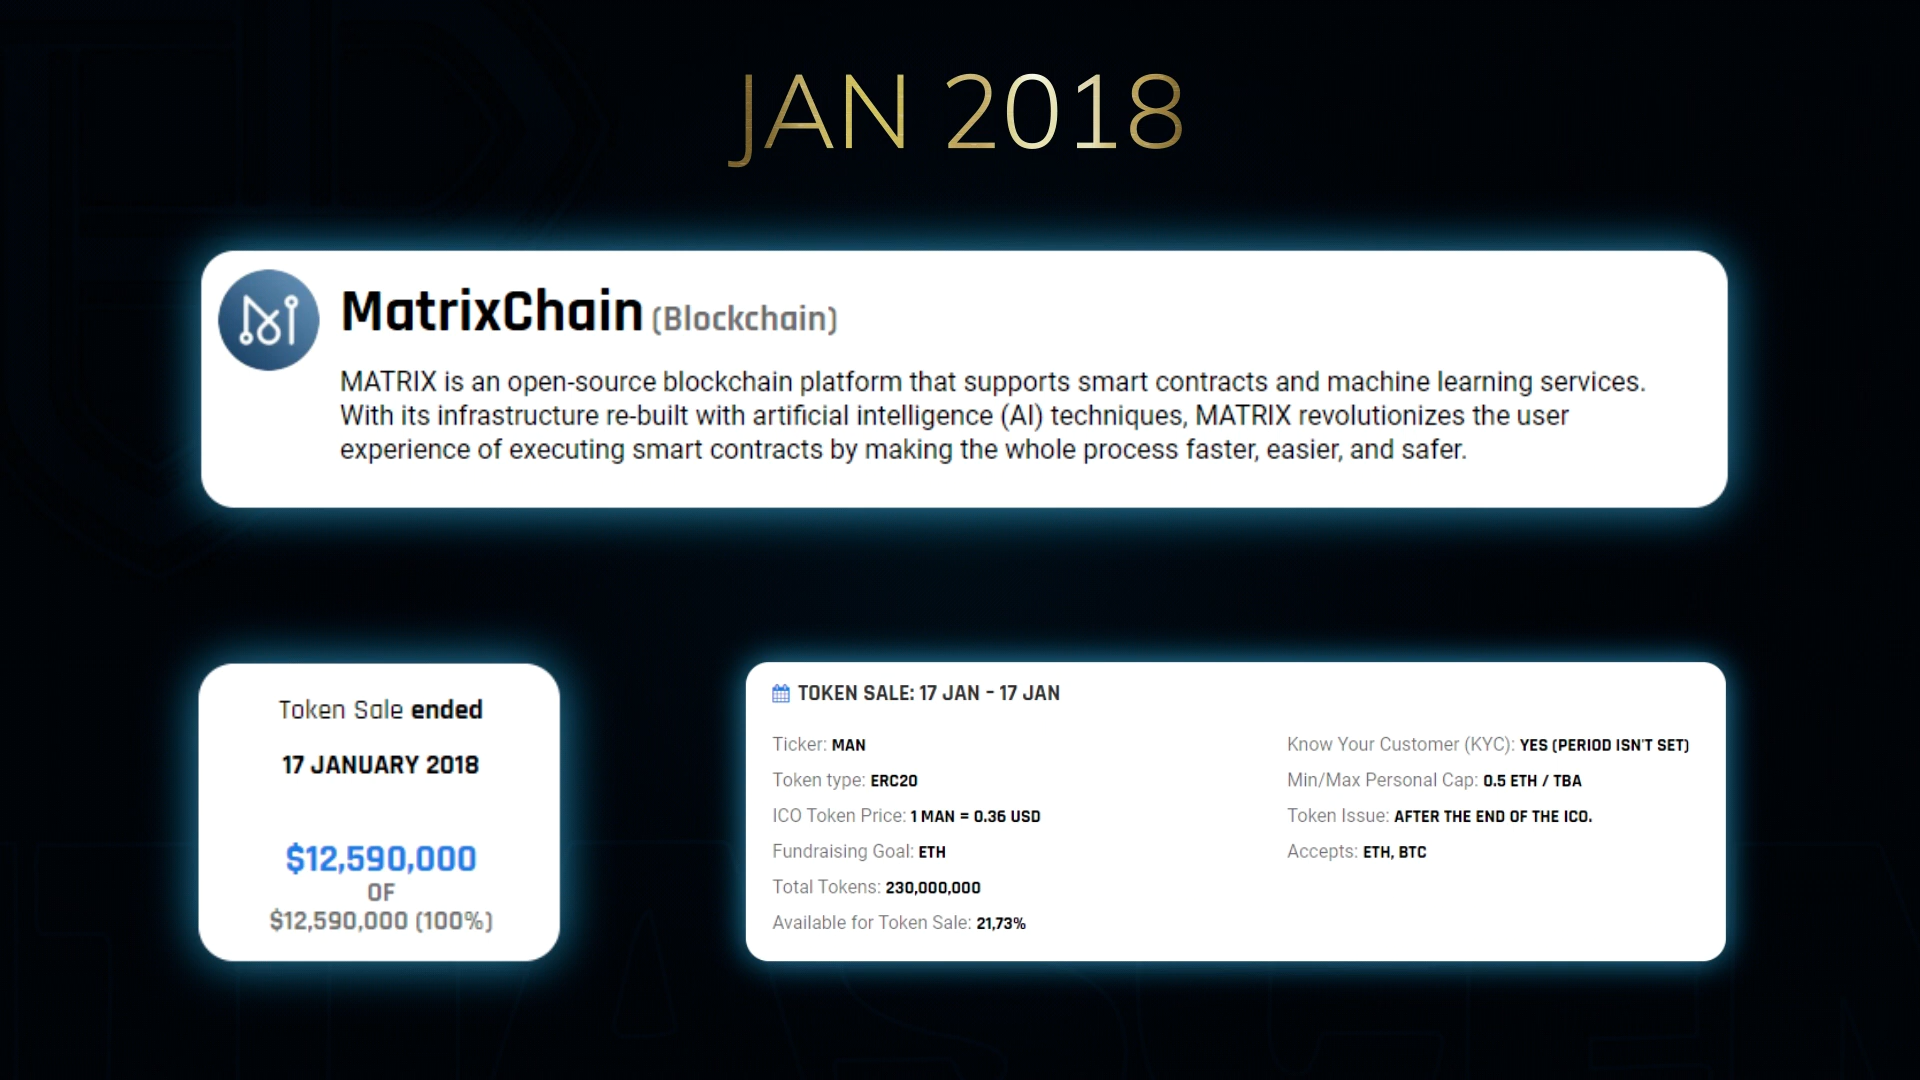 JAN 2018
MatrixChain (Blockchain)
MATRIX is an open-source blockchain platform that supports smart contracts and machine learning services.
With its infrastructure re-built with artificial intelligence (AI) techniques, MATRIX revolutionizes the user
experience of executing smart contracts by making the whole process faster, easier, and safer.
Token Sale ended
17 JANUARY 2018
$12,590,000
OF
$12,590,000 (100%)
TOKEN SALE: 17 JAN – 17 JAN
Ticker: MAN
Token type: ERC20
ICO Token Price: 1 MAN = 0.36 USD
Fundraising Goal: ETH
Total Tokens: 230,000,000
Available for Token Sale: 21,73%
Know Your Customer (KYC): YES (PERIOD ISN'T SET)
Min/Max Personal Cap: 0.5 ETH / TBA
Token Issue: AFTER THE END OF THE ICO.
Accepts: ETH, BTC